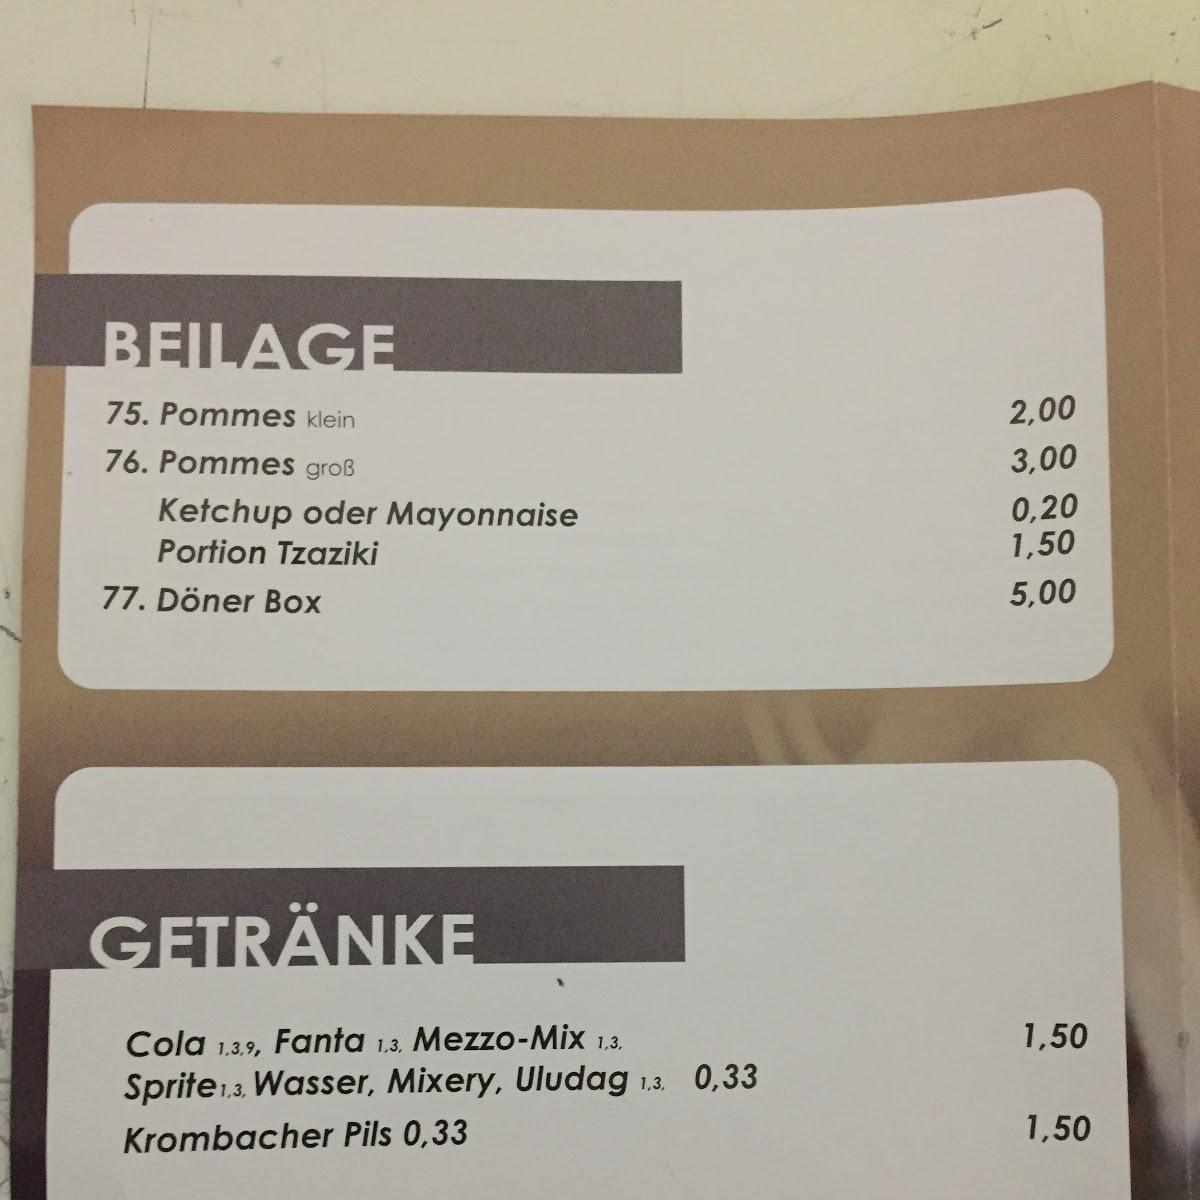 BEILAGE
75. Pommes klein 2,00
76. Pommes groß 3,00
Ketchup oder Mayonnaise 0,20
Portion Tzaziki 1,50
77. Döner Box 5,00
GETRÄNKE
Cola 1,3,9, Fanta 1,3, Mezzo-Mix 1,3, 1,50
Sprite 1,3, Wasser, Mixery, Uludag 1,3, 0,33
Krombacher Pils 0,33 1,50